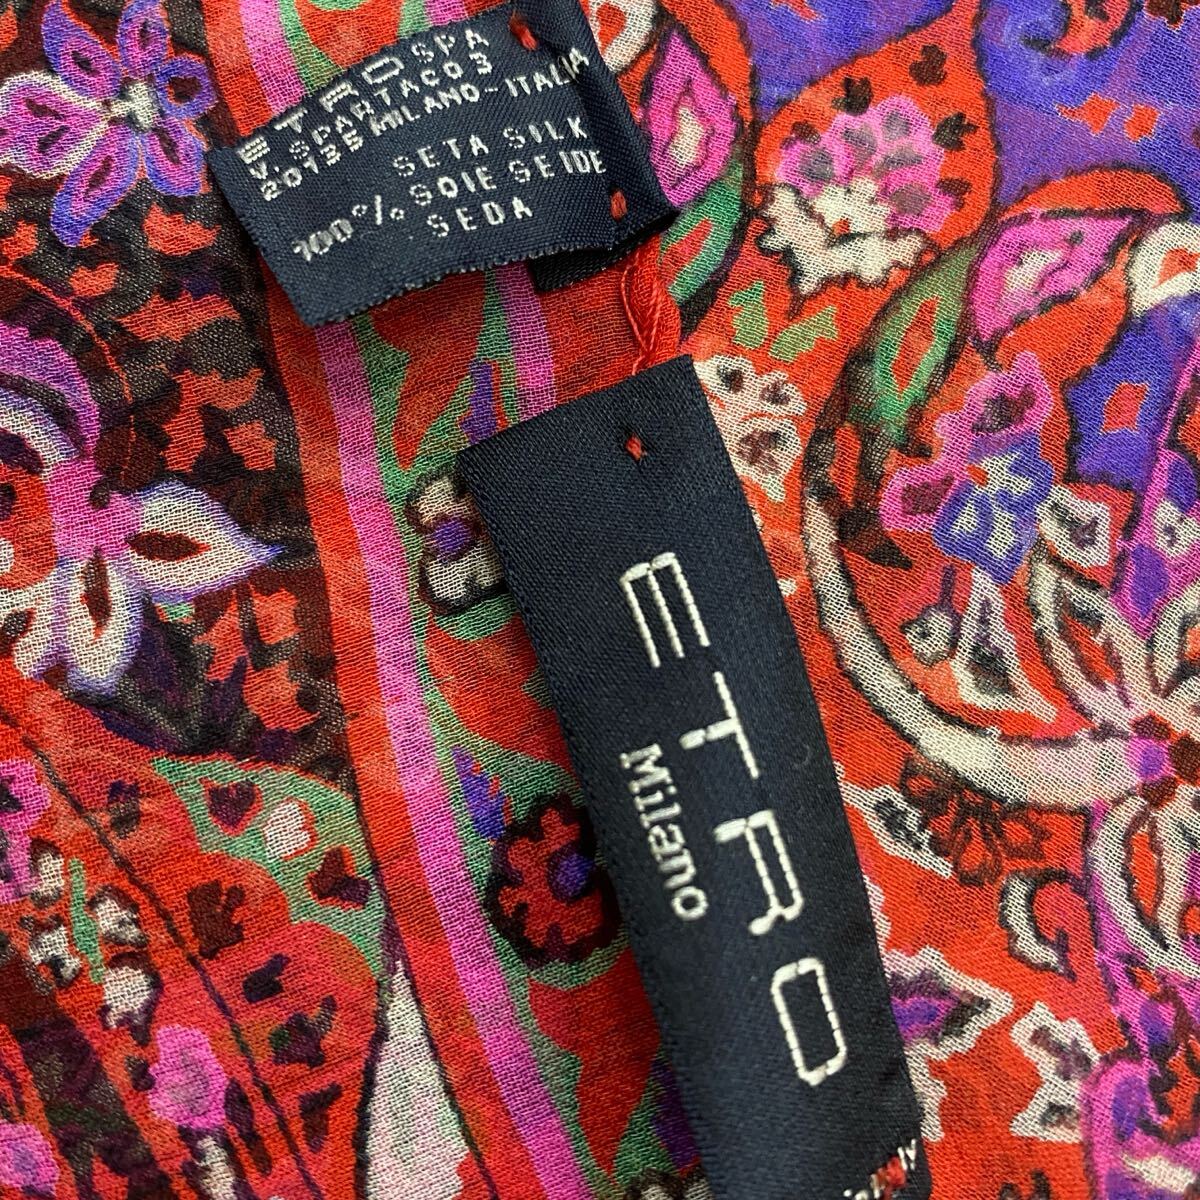 ETRO SPA
V. SPARTACO 3
20135 MILANO - ITALIA
SETA SILK
100% SOIE SEIDE
SEDA
ETRO
Milano